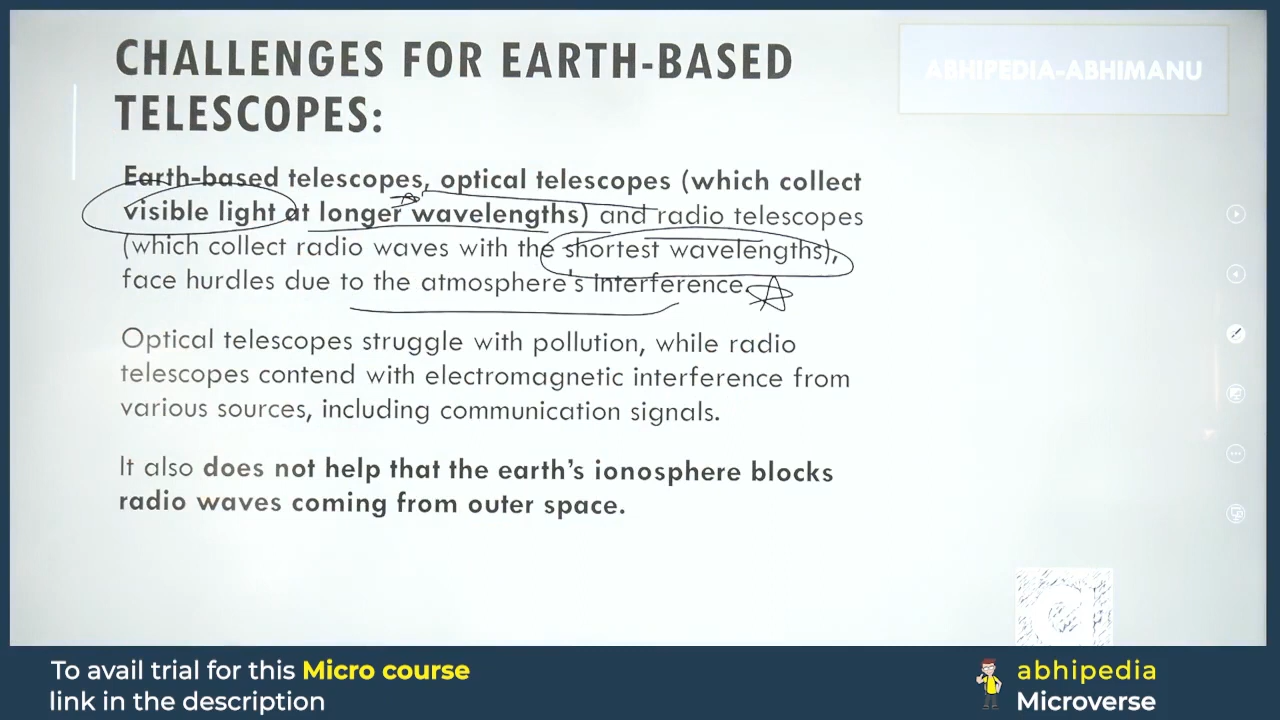 CHALLENGES FOR EARTH-BASED
TELESCOPES:
ABHIPEDIA-ABHIMANU
Earth-based telescopes, optical telescopes (which collect
visible light at longer wavelengths) and radio telescopes
(which collect radio waves with the shortest wavelengths),
face hurdles due to the atmosphere's interference.
Optical telescopes struggle with pollution, while radio
telescopes contend with electromagnetic interference from
various sources, including communication signals.
It also does not help that the earth's ionosphere blocks
radio waves coming from outer space.
To avail trial for this Micro course
link in the description
abhipedia
Microverse